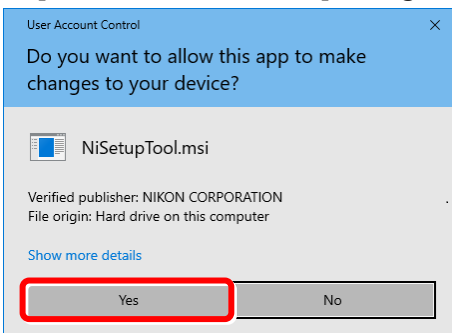 User Account Control
Do you want to allow this app to make
changes to your device?
NiSetupTool.msi
Verified publisher: NIKON CORPORATION
File origin: Hard drive on this computer
Show more details
Yes No